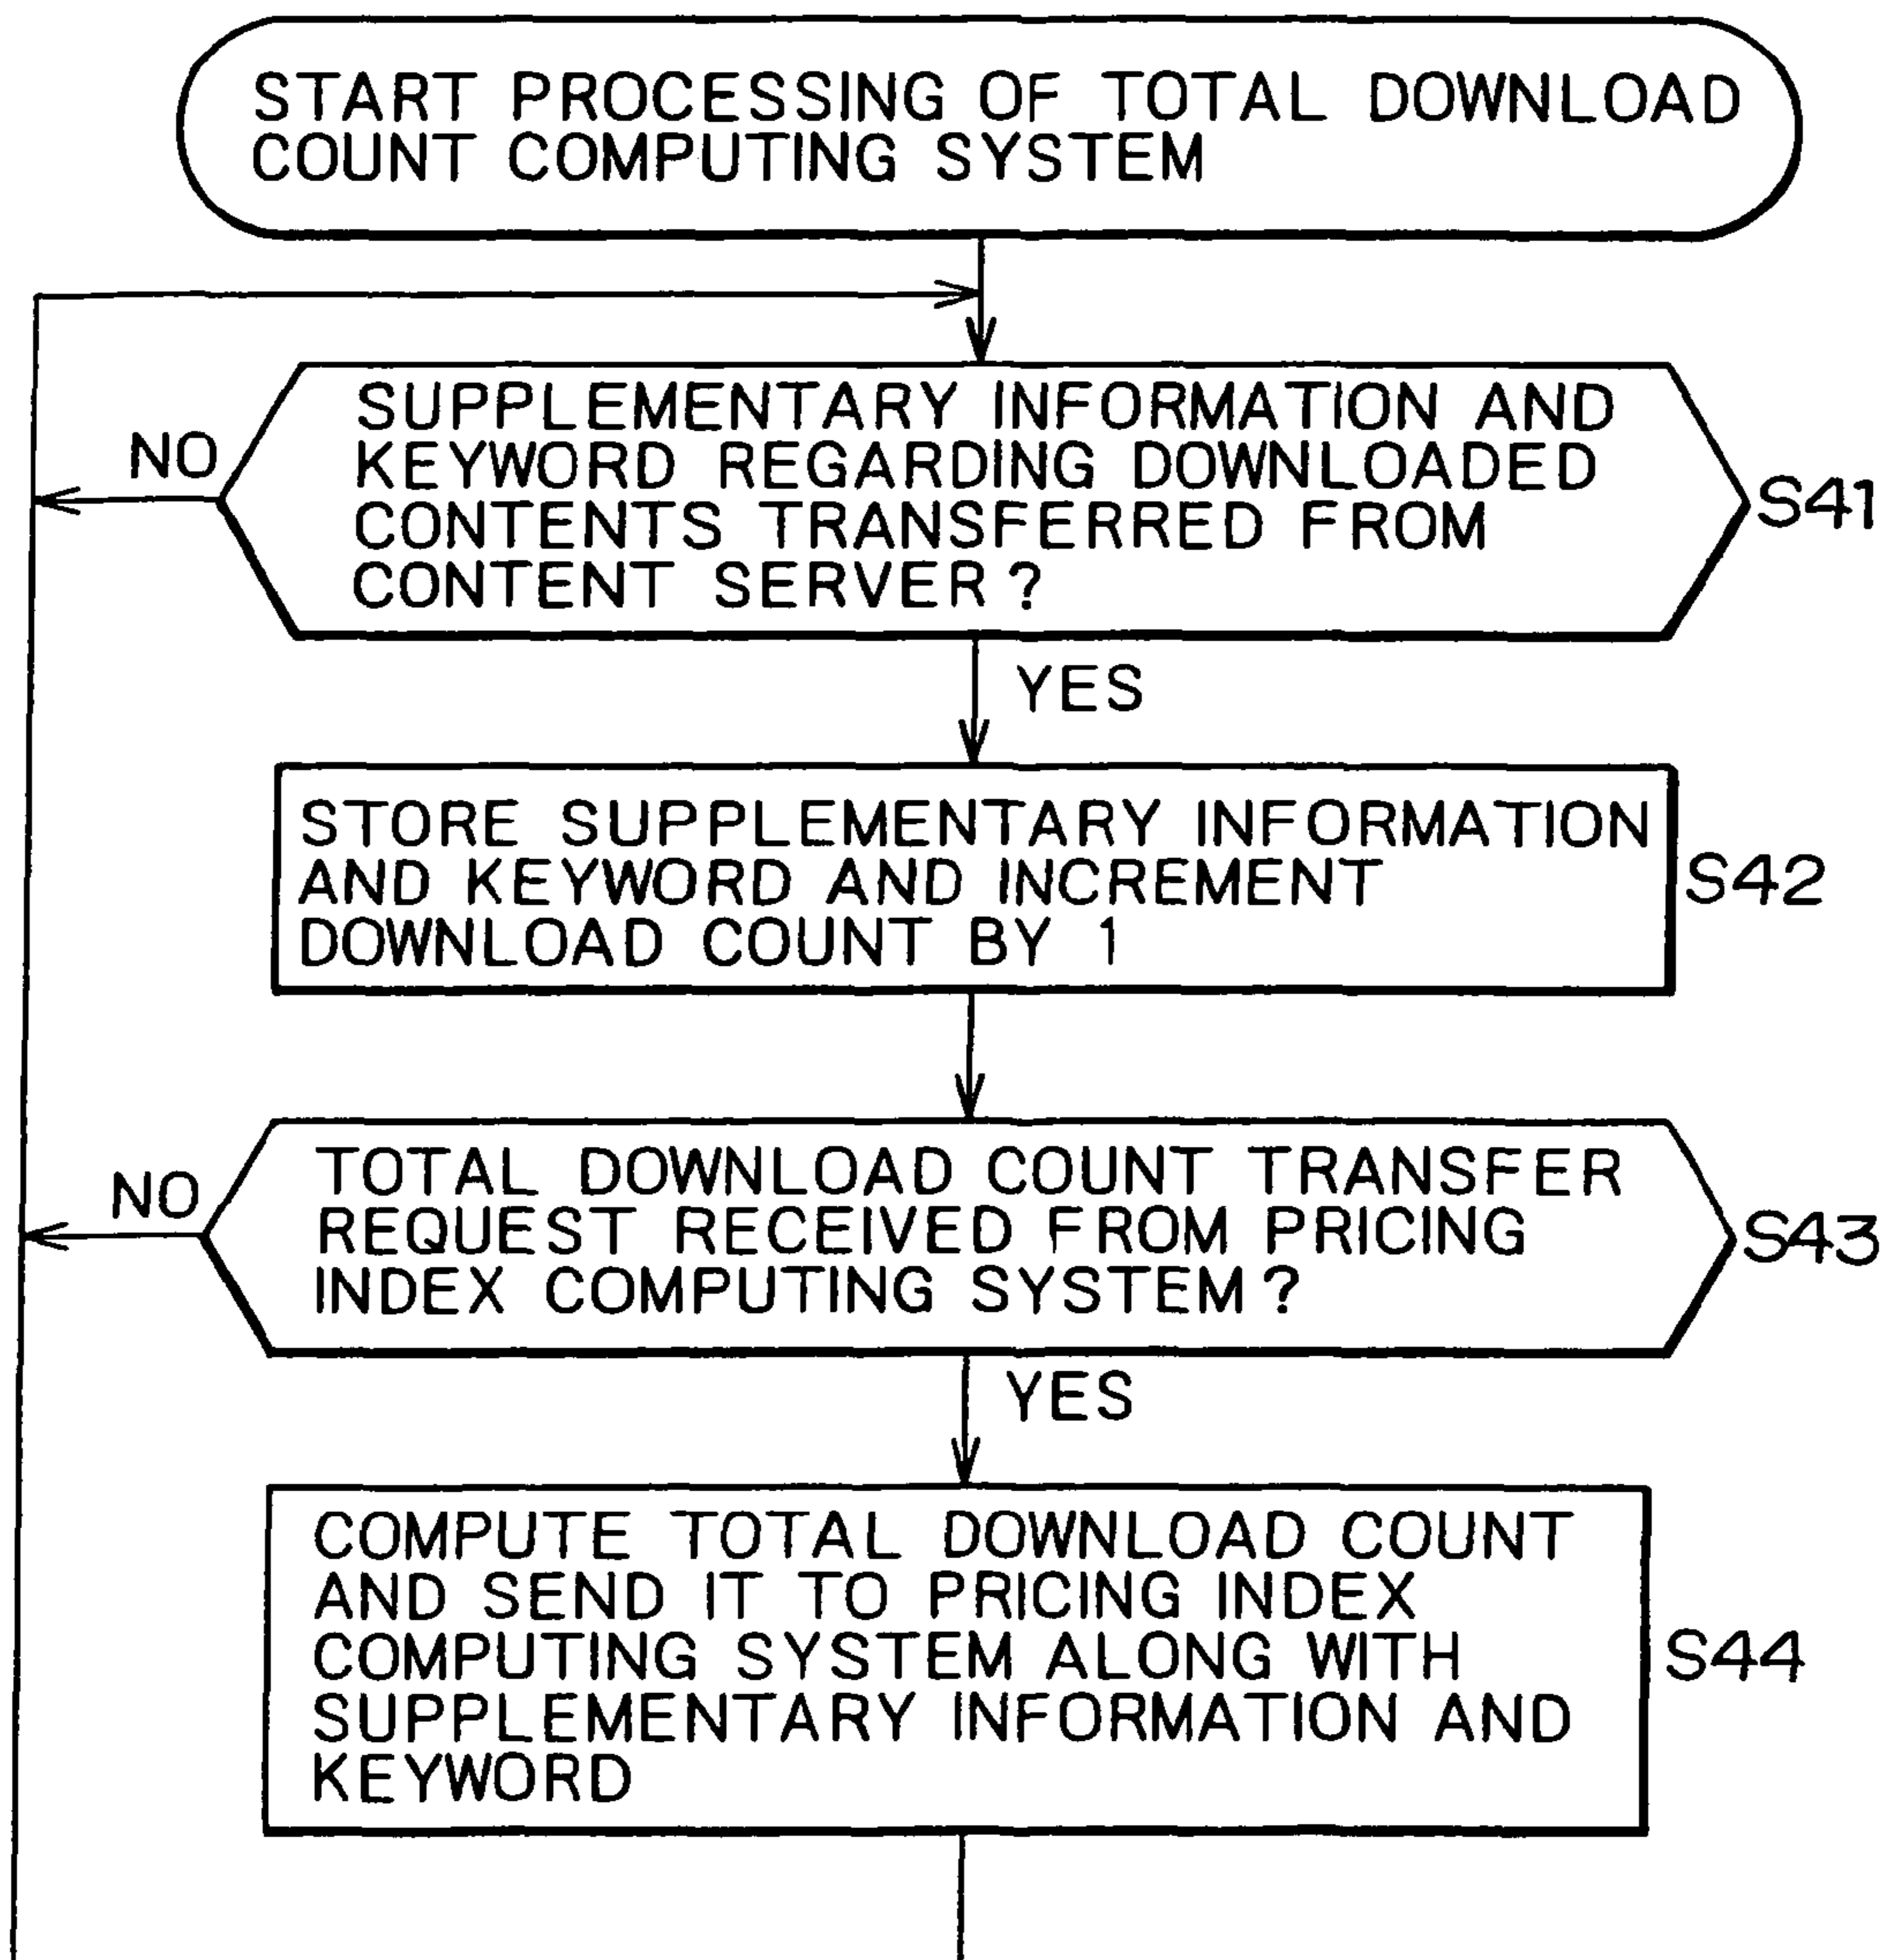 START PROCESSING OF TOTAL DOWNLOAD
COUNT COMPUTING SYSTEM
SUPPLEMENTARY INFORMATION AND
KEYWORD REGARDING DOWNLOADED
CONTENTS TRANSFERRED FROM
CONTENT SERVER?
NO
S41
YES
STORE SUPPLEMENTARY INFORMATION
AND KEYWORD AND INCREMENT
DOWNLOAD COUNT BY 1
S42
TOTAL DOWNLOAD COUNT TRANSFER
REQUEST RECEIVED FROM PRICING
INDEX COMPUTING SYSTEM?
NO
S43
YES
COMPUTE TOTAL DOWNLOAD COUNT
AND SEND IT TO PRICING INDEX
COMPUTING SYSTEM ALONG WITH
SUPPLEMENTARY INFORMATION AND
KEYWORD
S44